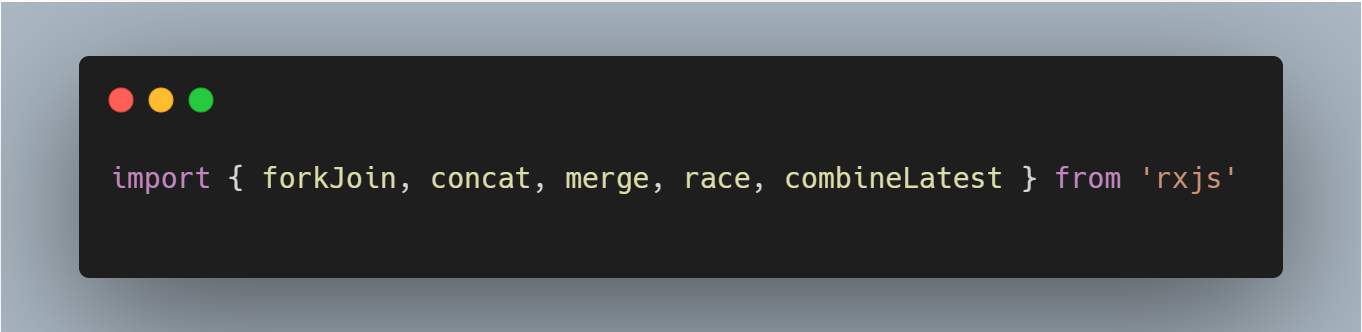 import { forkJoin, concat, merge, race, combineLatest } from 'rxjs'